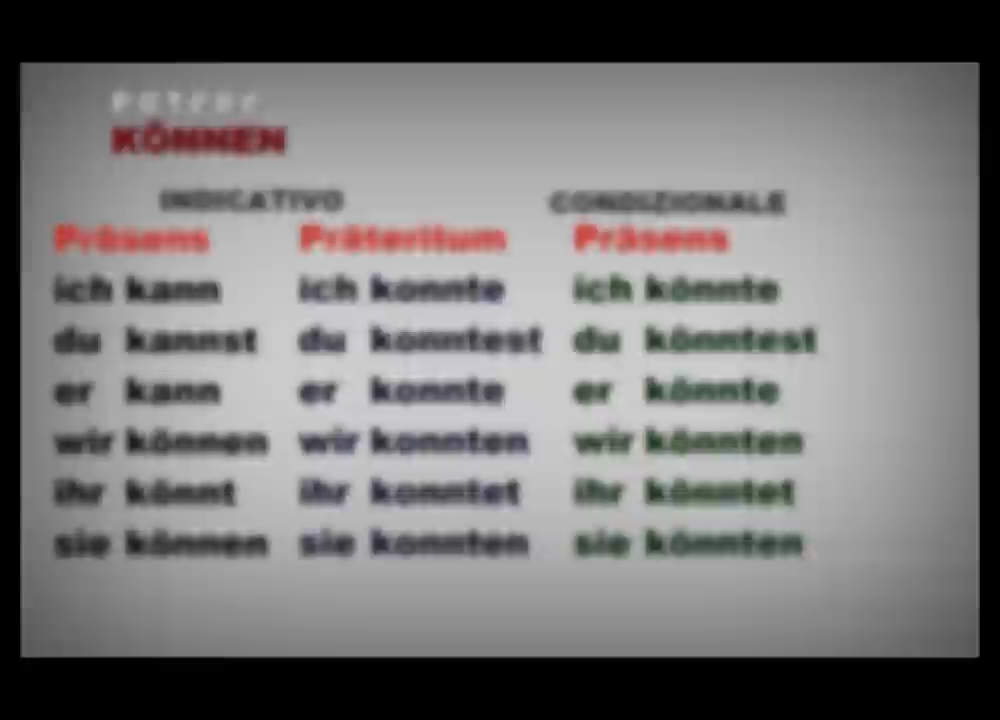 potere
KÖNNEN
INDICATIVO CONDIZIONALE
Präsens Präteritum Präsens
ich kann ich konnte ich könnte
du kannst du konntest du könntest
er kann er konnte er könnte
wir können wir konnten wir könnten
ihr könnt ihr konntet ihr könntet
sie können sie konnten sie könnten